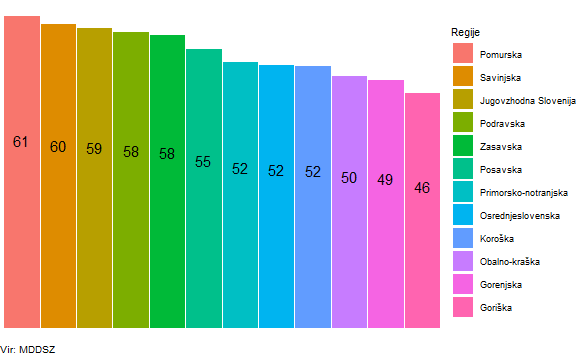 61
60
59
58
58
55
52
52
52
50
49
46
Regije
Pomurska
Savinjska
Jugovzhodna Slovenija
Podravska
Zasavska
Posavska
Primorsko-notranjska
Osrednjeslovenska
Koroška
Obalno-kraška
Gorenjska
Goriška
Vir: MDDSZ